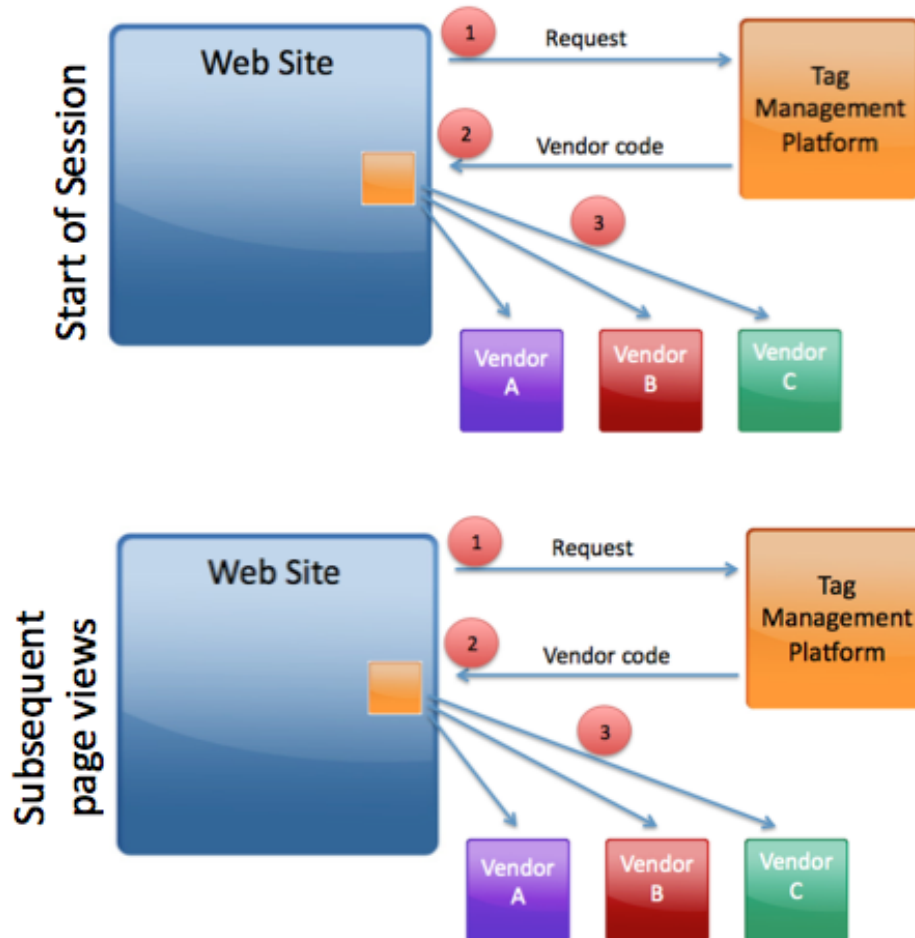 Start of Session
Web Site
1
Request
Tag
Management
Platform
2
Vendor code
3
Vendor
A
Vendor
B
Vendor
C
Subsequent
page views
Web Site
1
Request
Tag
Management
Platform
2
Vendor code
3
Vendor
A
Vendor
B
Vendor
C